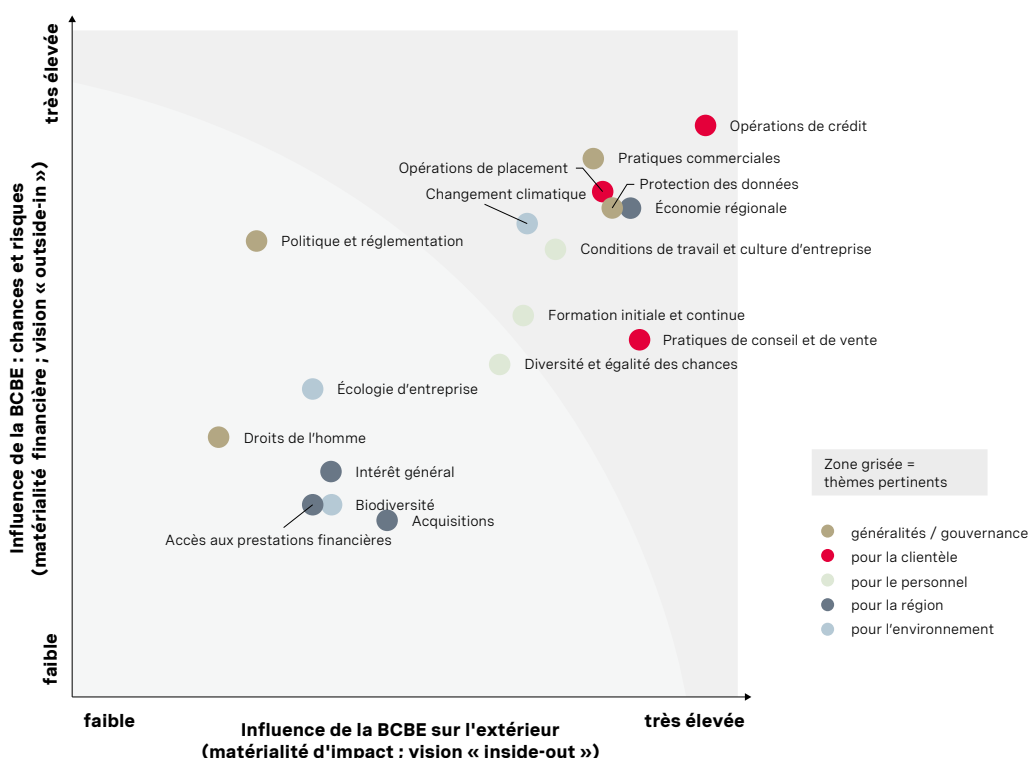 très élevée
Influence de la BCBE : chances et risques
(matérialité financière ; vision « outside-in »)
faible
Opérations de crédit
Pratiques commerciales
Opérations de placement
Protection des données
Changement climatique
Économie régionale
Politique et réglementation
Conditions de travail et culture d'entreprise
Formation initiale et continue
Pratiques de conseil et de vente
Diversité et égalité des chances
Écologie d'entreprise
Droits de l'homme
Intérêt général
Biodiversité
Acquisitions
Accès aux prestations financières
Zone grisée =
thèmes pertinents
généralités / gouvernance
pour la clientèle
pour le personnel
pour la région
pour l'environnement
faible
très élevée
Influence de la BCBE sur l'extérieur
(matérialité d'impact ; vision « inside-out »)